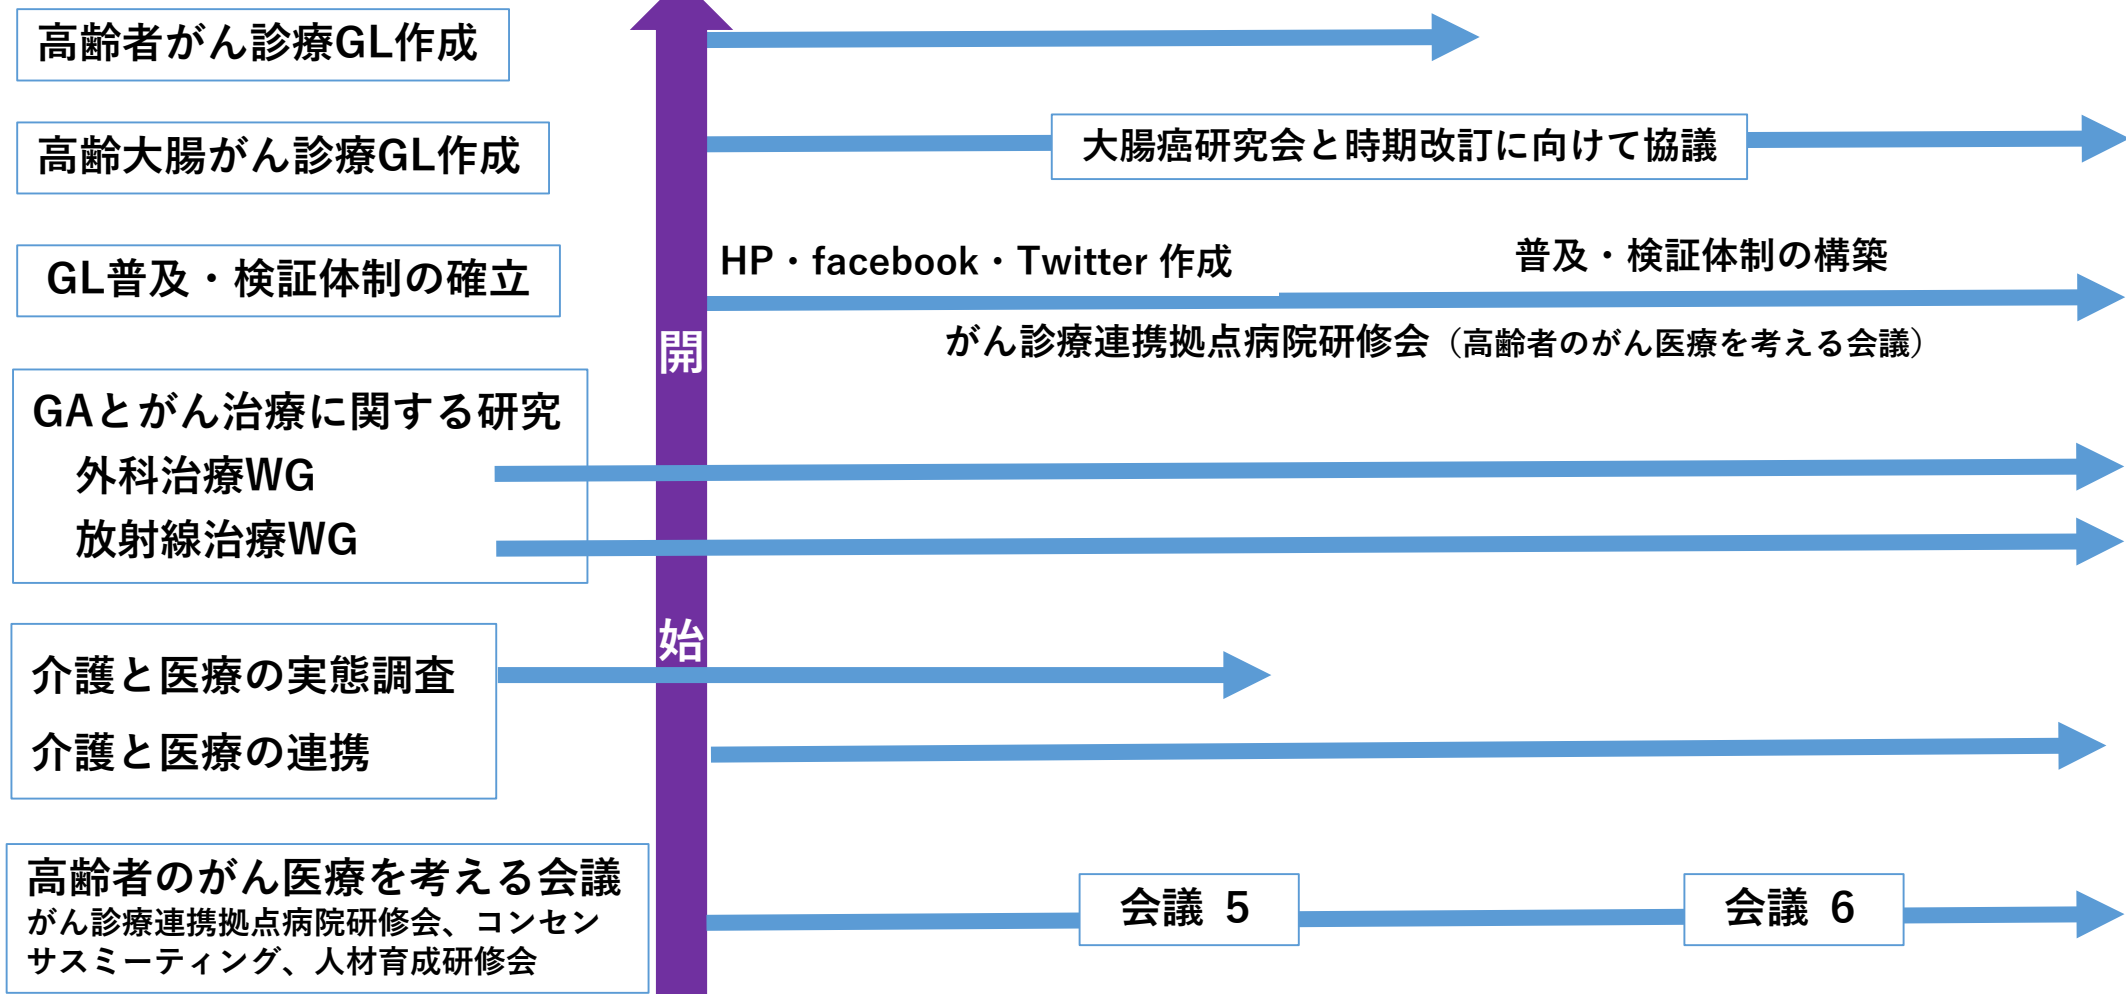 高齢者がん診療GL作成
高齢大腸がん診療GL作成
大腸癌研究会と時期改訂に向けて協議
GL普及・検証体制の確立
HP・facebook・Twitter 作成
普及・検証体制の構築
がん診療連携拠点病院研修会（高齢者のがん医療を考える会議）
開
始
GAとがん治療に関する研究
外科治療WG
放射線治療WG
介護と医療の実態調査
介護と医療の連携
高齢者のがん医療を考える会議
がん診療連携拠点病院研修会、コンセン
サスミーティング、人材育成研修会
会議 5
会議 6